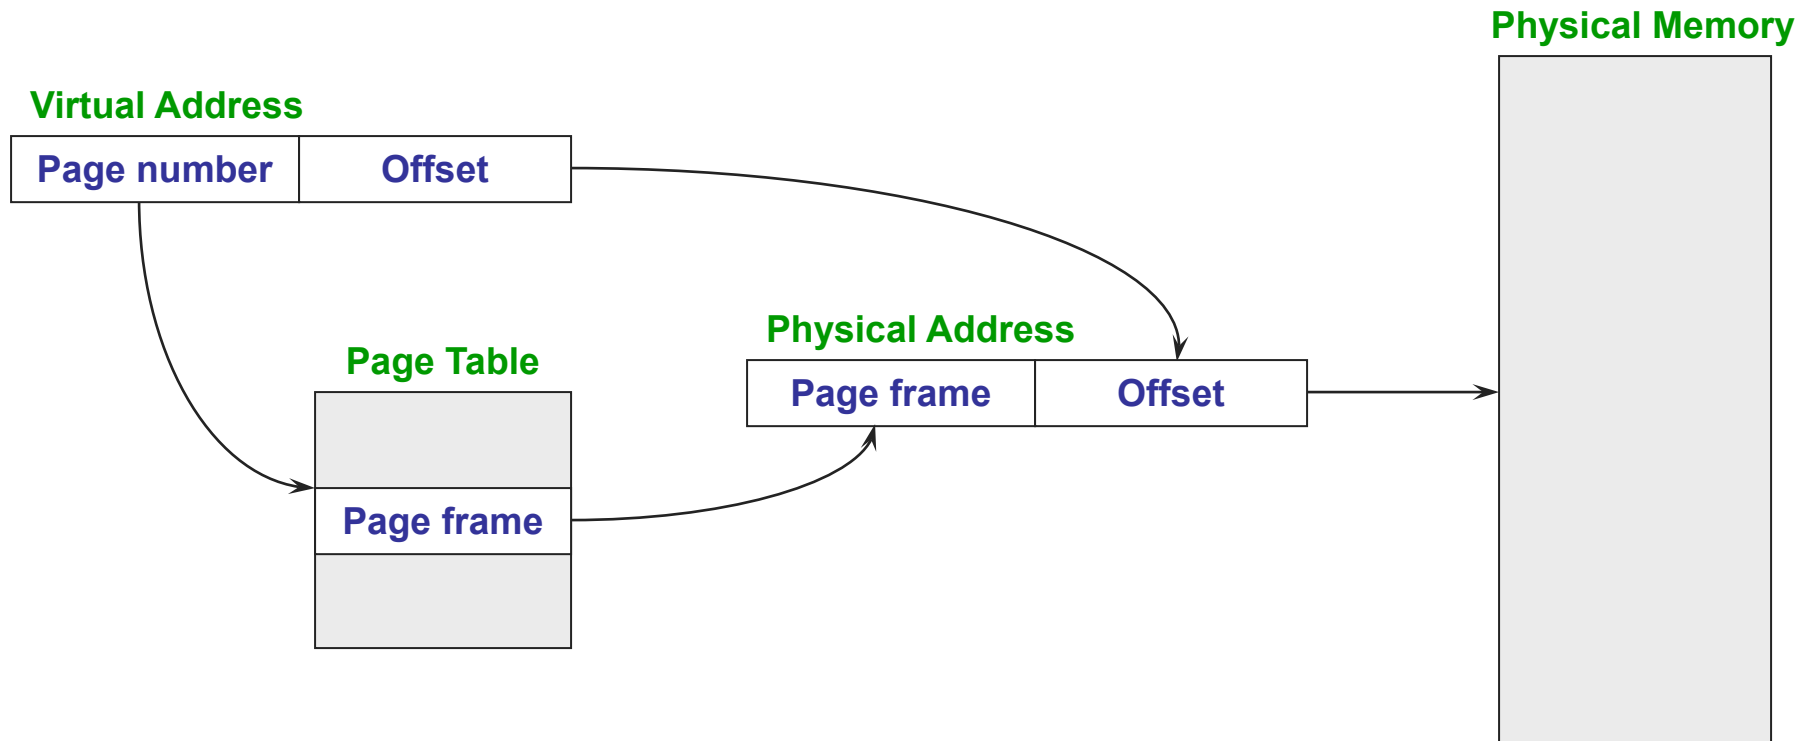 Physical Memory
Virtual Address
Page number
Offset
Physical Address
Page Table
Page frame
Offset
Page frame